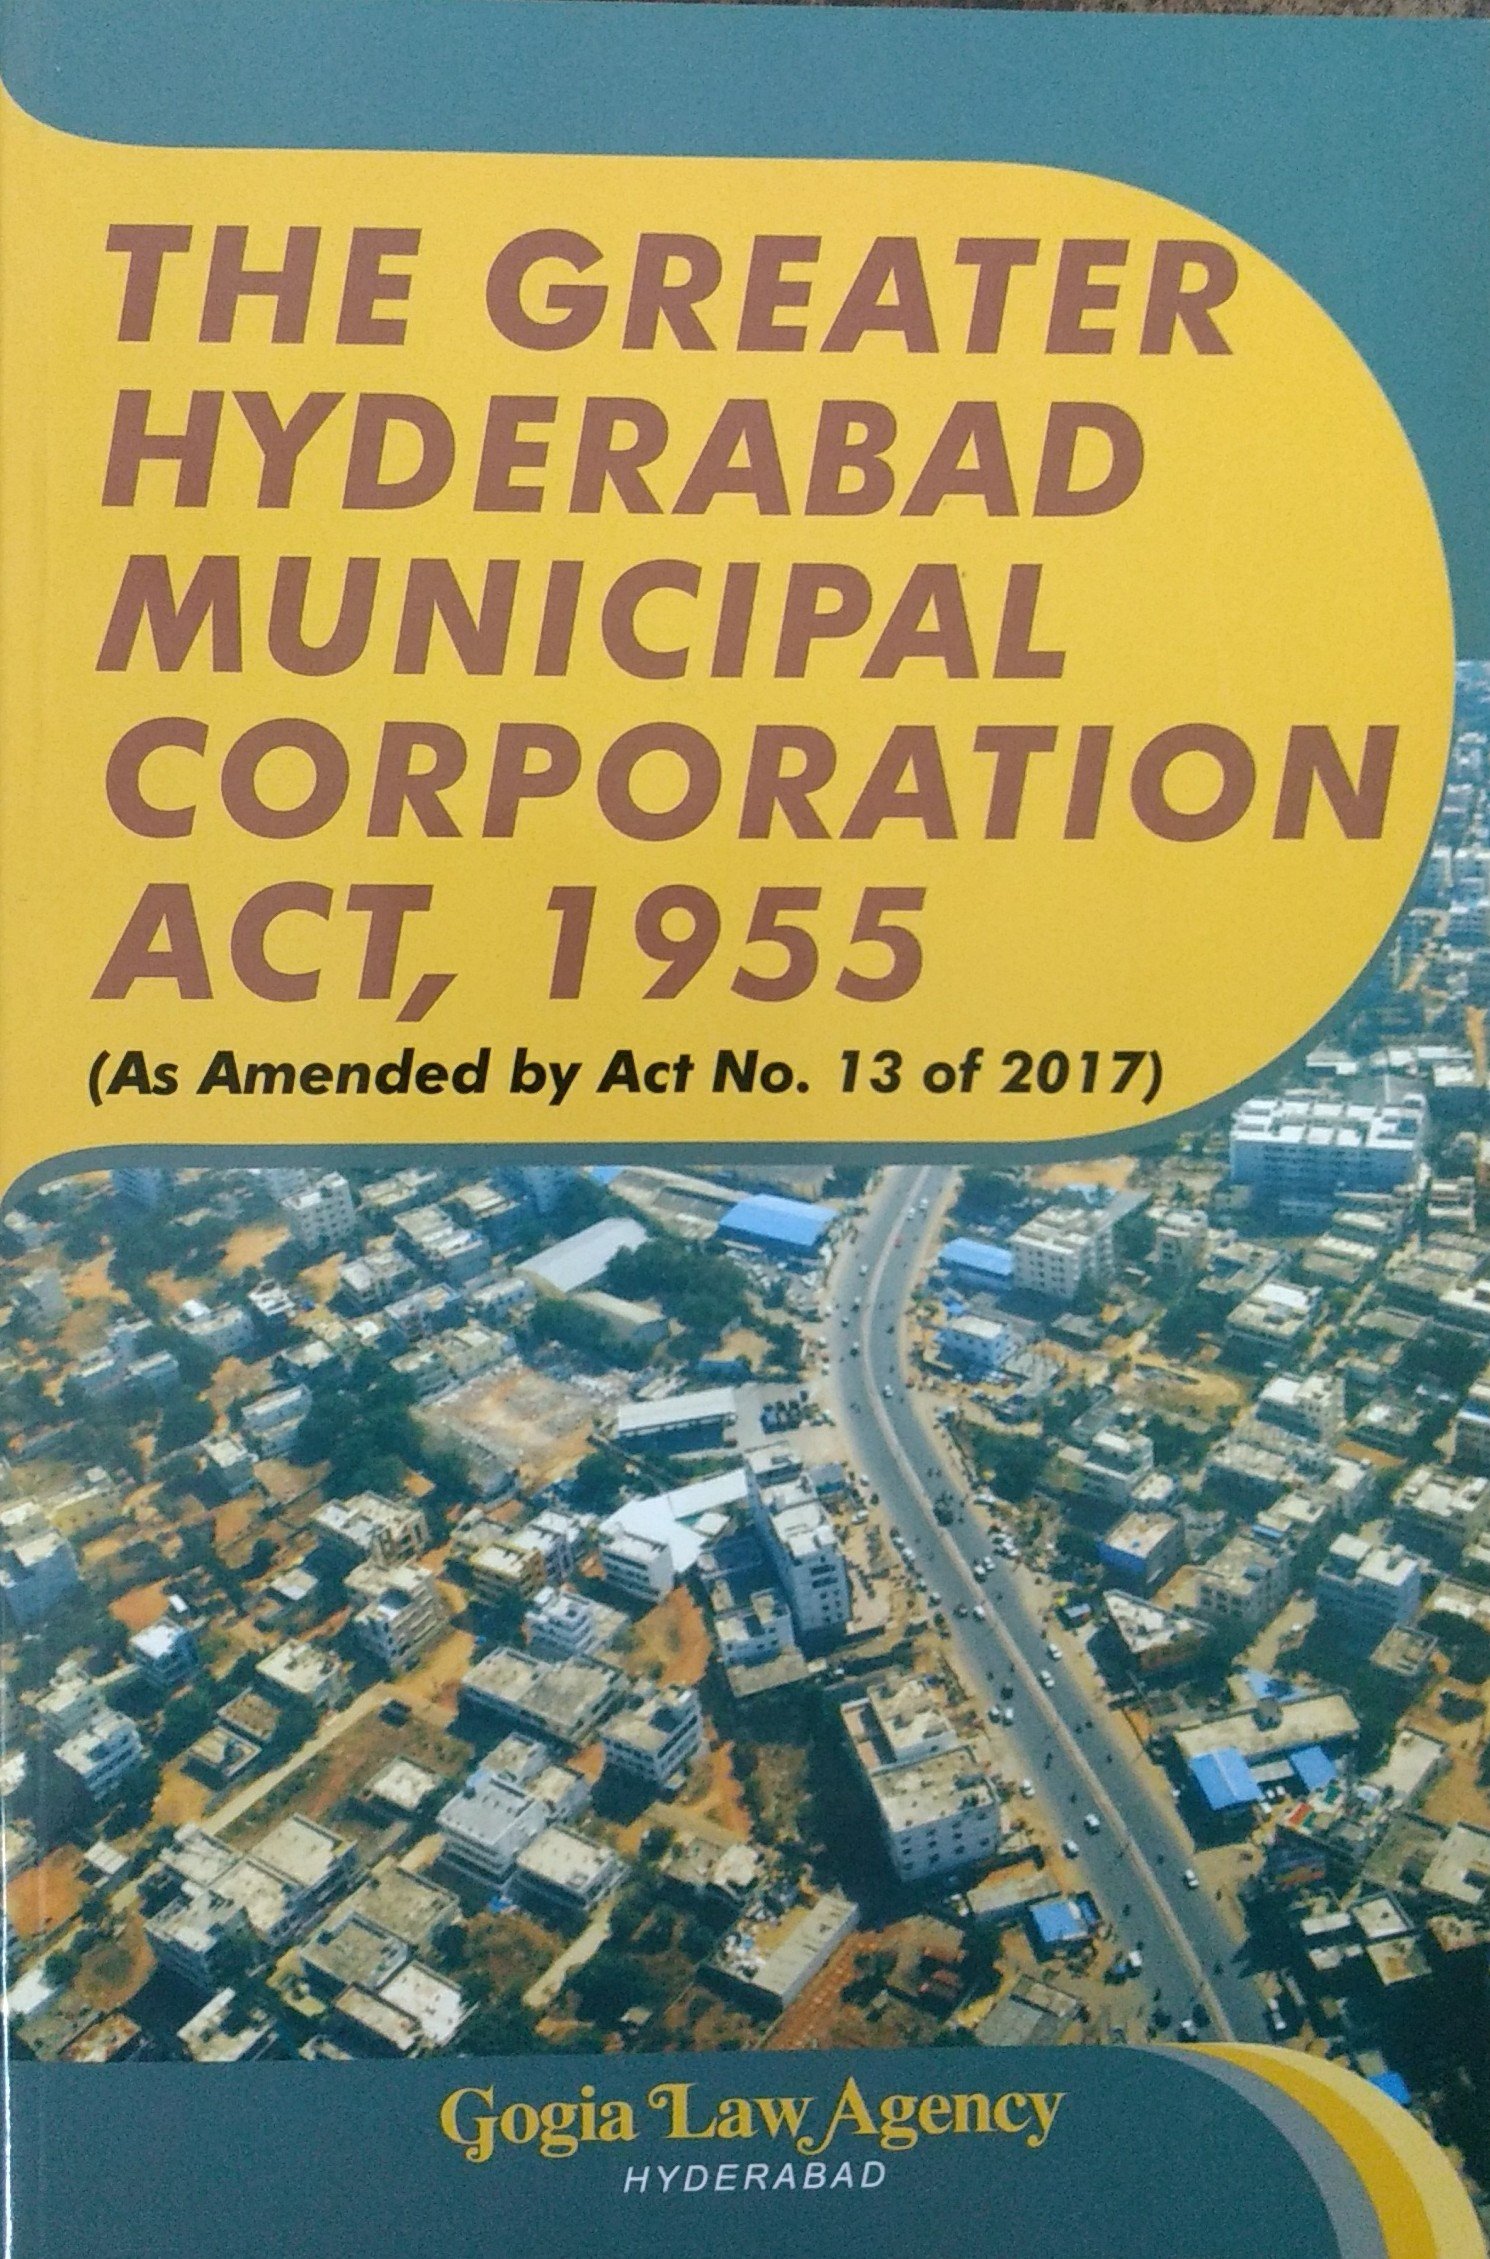 THE GREATER
HYDERABAD
MUNICIPAL
CORPORATION
ACT, 1955
(As Amended by Act No. 13 of 2017)
Gogia Law Agency
HYDERABAD